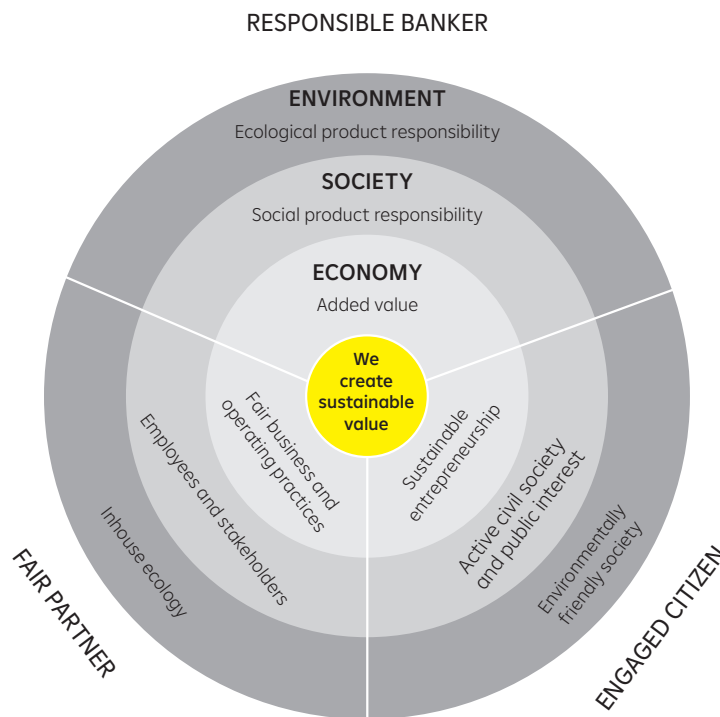 RESPONSIBLE BANKER
ENVIRONMENT
Ecological product responsibility
SOCIETY
Social product responsibility
ECONOMY
Added value
We
create
sustainable
value
Fair business and
operating practices
Employees and stakeholders
Inhouse ecology
FAIR PARTNER
Sustainable
entrepreneurship
Active civil society
and public interest
Environmentally
friendly society
ENGAGED CITIZEN